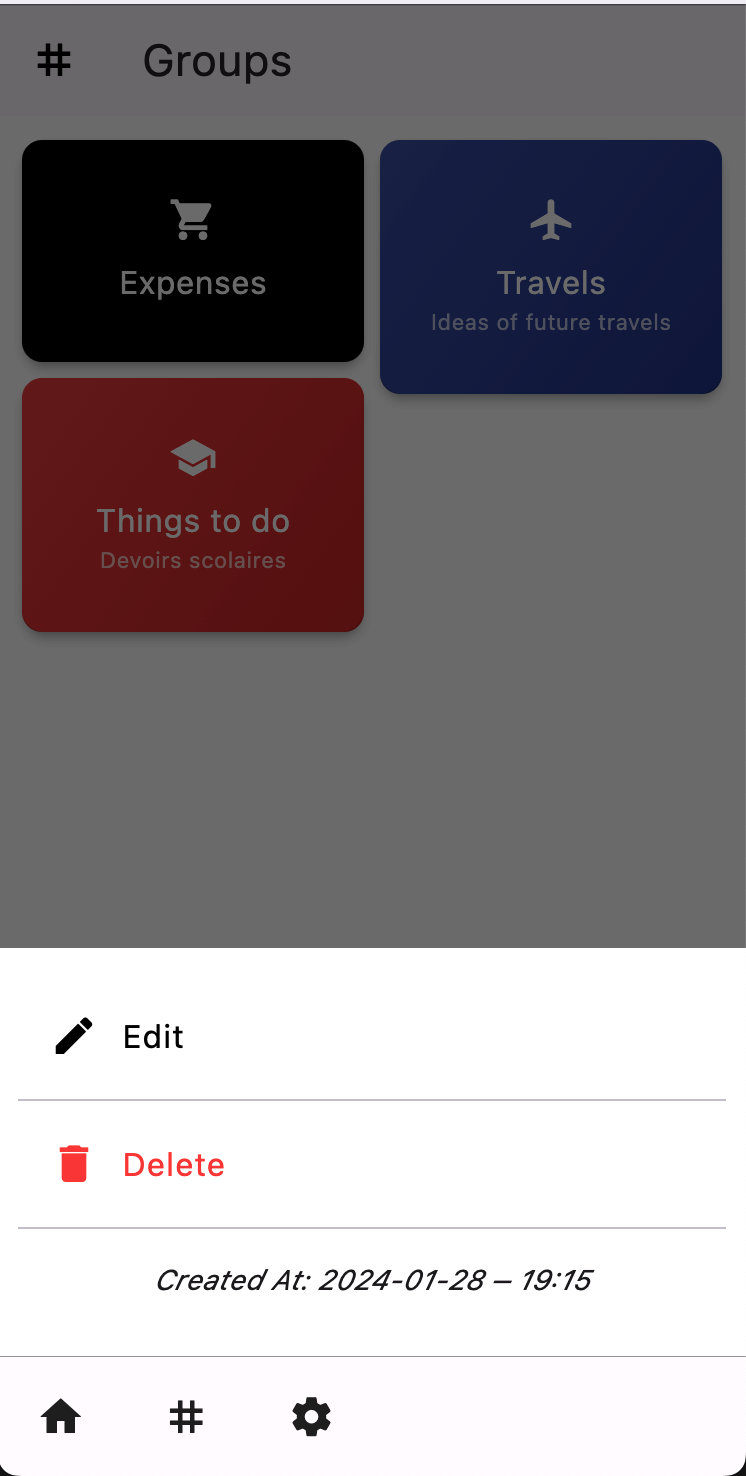 Groups
Expenses
Travels
Ideas of future travels
Things to do
Devoirs scolaires
Edit
Delete
Created At: 2024-01-28 – 19:15